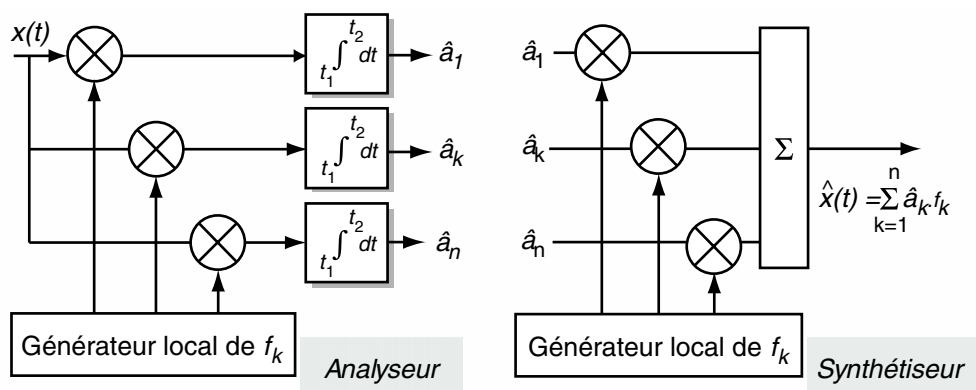 x(t)
t₁ ∫ t₂ dt
â₁
t₁ ∫ t₂ dt
âₖ
t₁ ∫ t₂ dt
âₙ
Générateur local de fₖ
Analyseur
â₁
âₖ
âₙ
Σ
x̂(t) = Σ âₖ.fₖ
n
k=1
Générateur local de fₖ
Synthétiseur